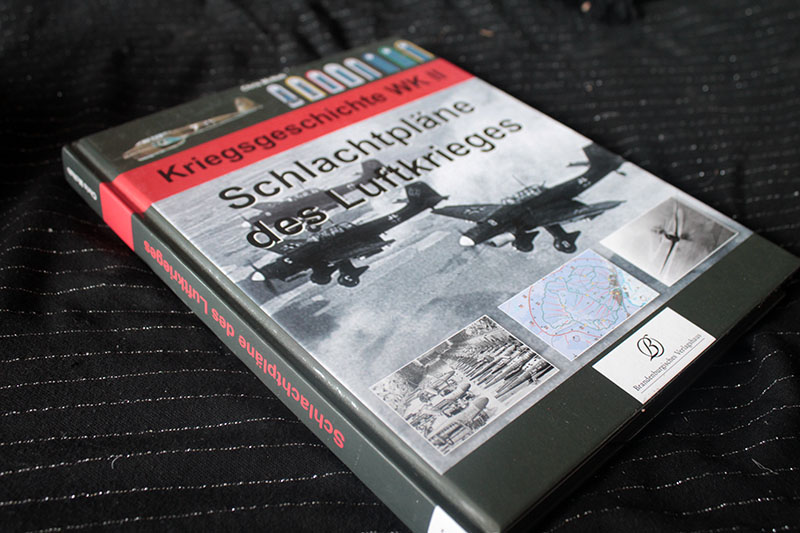 Kriegsgeschichte WK II
Schlachtpläne
des Luftkrieges
Brandenburgisches Verlagshaus
Schlachtpläne des Luftkrieges